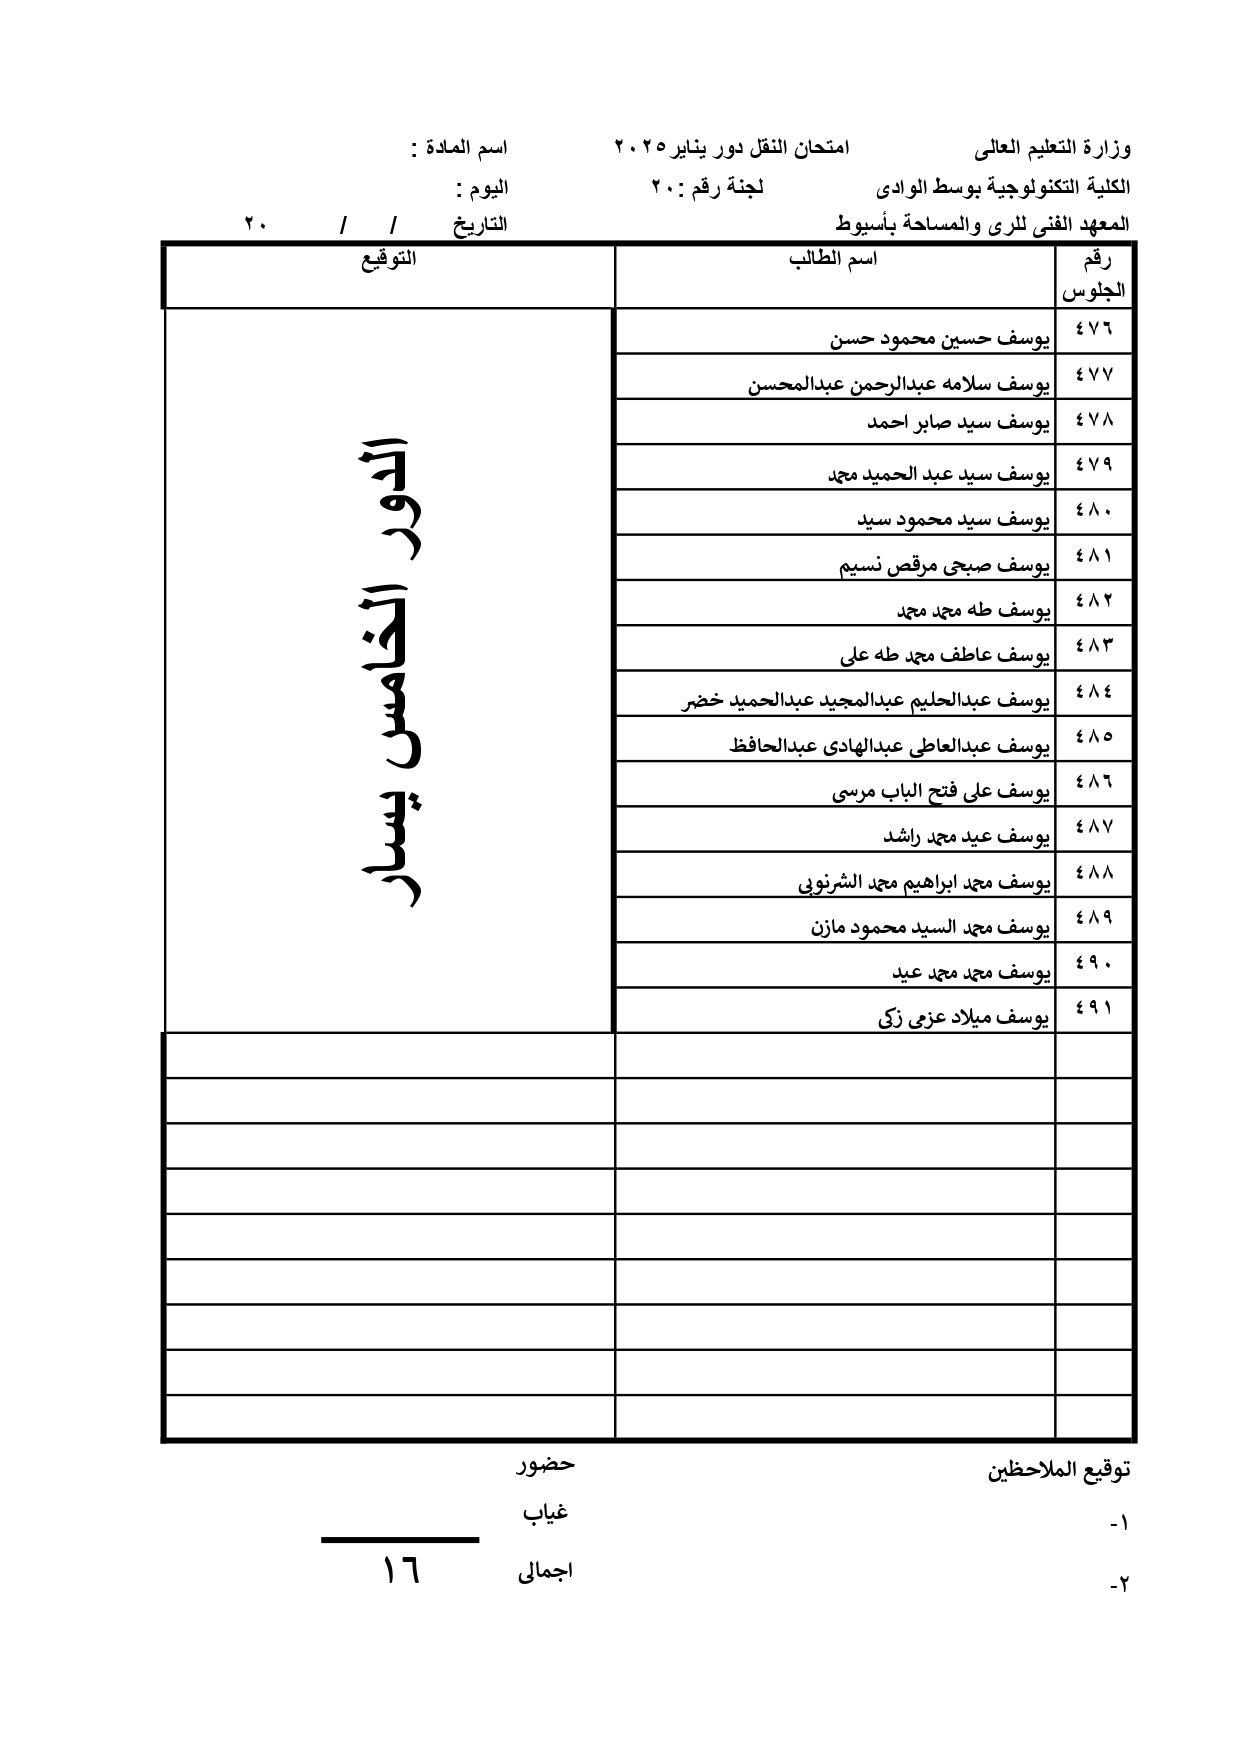 وزارة التعليم العالى امتحان النقل دور يناير ٢٠٢٥ اسم المادة :
الكلية التكنولوجية بوسط الوادى لجنة رقم : ٢٠ اليوم :
المعهد الفنى للرى والمساحة بأسيوط التاريخ / / ٢٠
رقم الجلوس اسم الطالب التوقيع
٤٧٦ يوسف حسين محمود حسن
٤٧٧ يوسف سلامه عبدالرحمن عبدالمحسن
٤٧٨ يوسف سيد صابر احمد
٤٧٩ يوسف سيد عبد الحميد محمد
٤٨٠ يوسف سيد محمود سيد
٤٨١ يوسف صبحى مرقص نسيم
٤٨٢ يوسف طه محمد محمد
٤٨٣ يوسف عاطف محمد طه على
٤٨٤ يوسف عبدالحليم عبدالمجيد عبدالحميد خضر
٤٨٥ يوسف عبدالعاطى عبدالهادى عبدالحافظ
٤٨٦ يوسف على فتح الباب مرسى
٤٨٧ يوسف عيد محمد راشد
٤٨٨ يوسف محمد ابراهيم محمد الشرنوبى
٤٨٩ يوسف محمد السيد محمود مازن
٤٩٠ يوسف محمد محمد عيد
٤٩١ يوسف ميلاد عزمى زكى
الدور الخامس يسار
توقيع الملاحظين حضور
١- غياب
٢- اجمالى ١٦